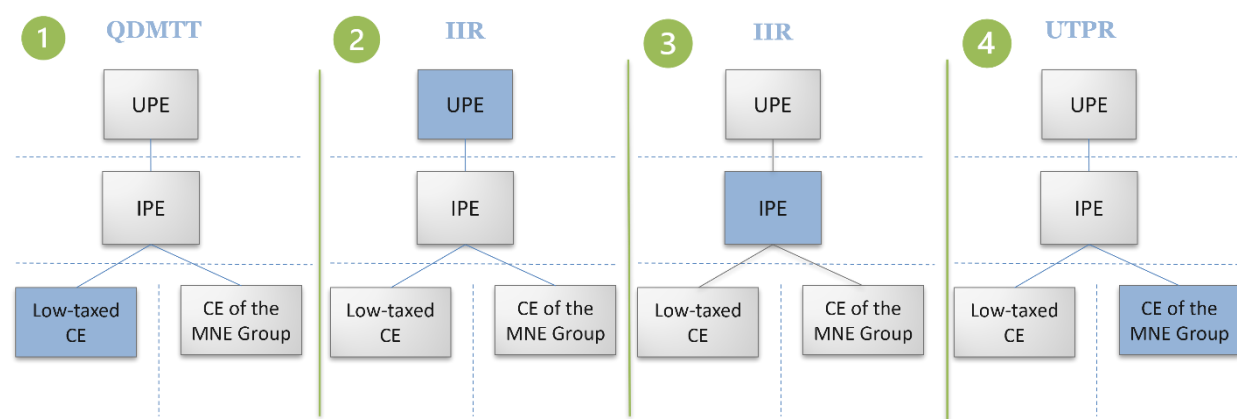 1 QDMTT
UPE
IPE
Low-taxed
CE
CE of the
MNE Group
2 IIR
UPE
IPE
Low-taxed
CE
CE of the
MNE Group
3 IIR
UPE
IPE
Low-taxed
CE
CE of the
MNE Group
4 UTPR
UPE
IPE
Low-taxed
CE
CE of the
MNE Group